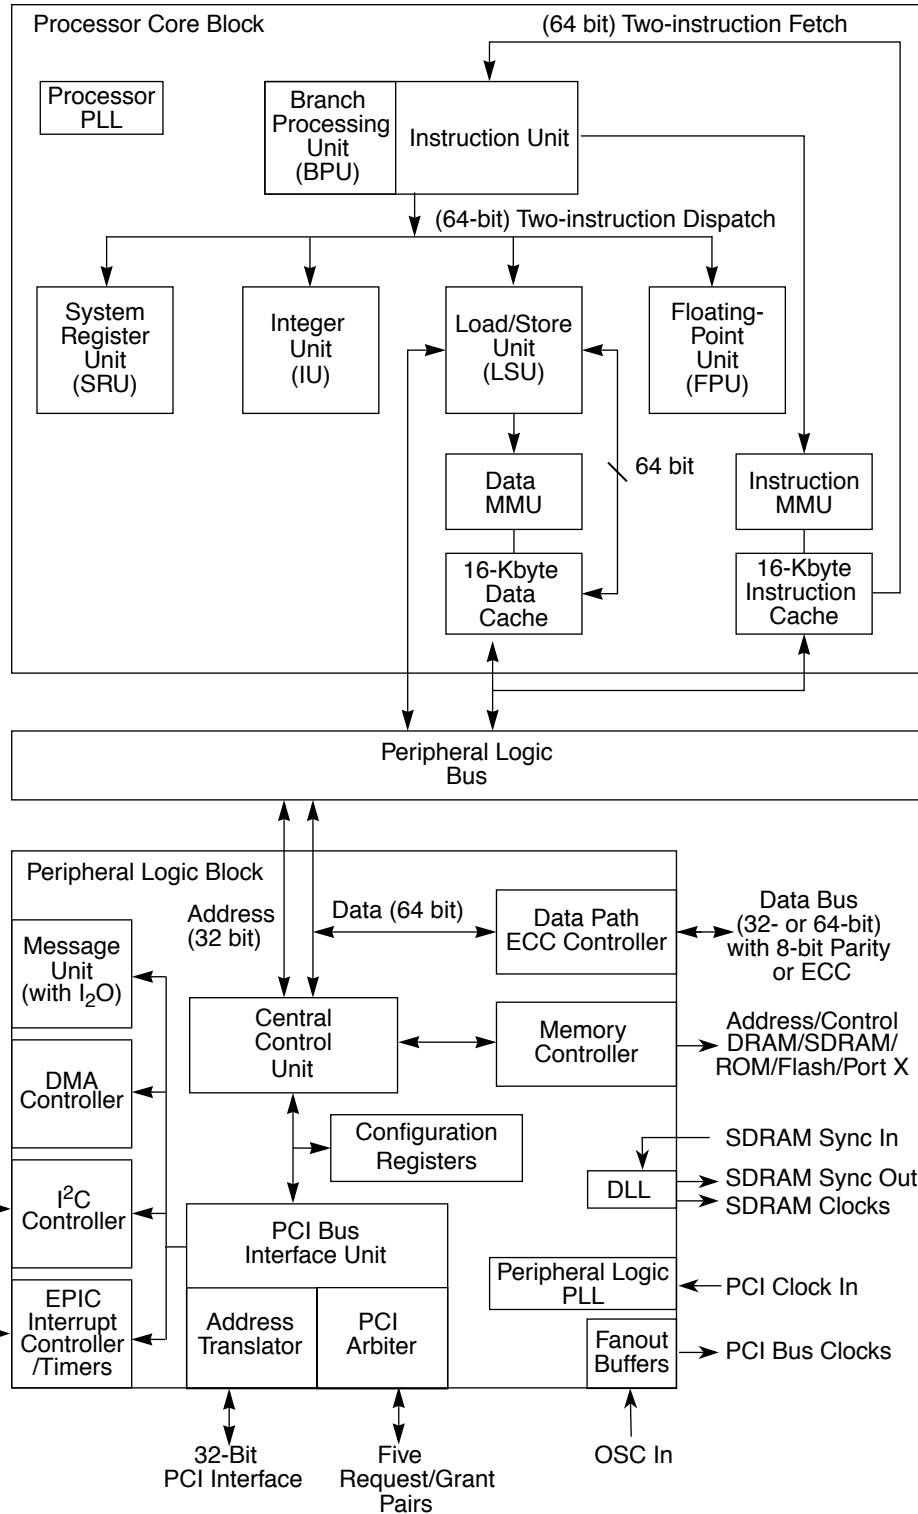 Processor Core Block
(64 bit) Two-instruction Fetch
Processor
PLL
Branch
Processing
Unit
(BPU)
Instruction Unit
(64-bit) Two-instruction Dispatch
System
Register
Unit
(SRU)
Integer
Unit
(IU)
Load/Store
Unit
(LSU)
Floating-
Point
Unit
(FPU)
64 bit
Data
MMU
Instruction
MMU
16-Kbyte
Data
Cache
16-Kbyte
Instruction
Cache
Peripheral Logic
Bus
Peripheral Logic Block
Address
(32 bit)
Data (64 bit)
Data Path
ECC Controller
Data Bus
(32- or 64-bit)
with 8-bit Parity
or ECC
Message
Unit
(with I2O)
Central
Control
Unit
Memory
Controller
Address/Control
DRAM/SDRAM/
ROM/Flash/Port X
DMA
Controller
Configuration
Registers
SDRAM Sync In
DLL
SDRAM Sync Out
SDRAM Clocks
I2C
Controller
PCI Bus
Interface Unit
Peripheral Logic
PLL
PCI Clock In
EPIC
Interrupt
Controller
/Timers
Address
Translator
PCI
Arbiter
Fanout
Buffers
PCI Bus Clocks
32-Bit
PCI Interface
Five
Request/Grant
Pairs
OSC In